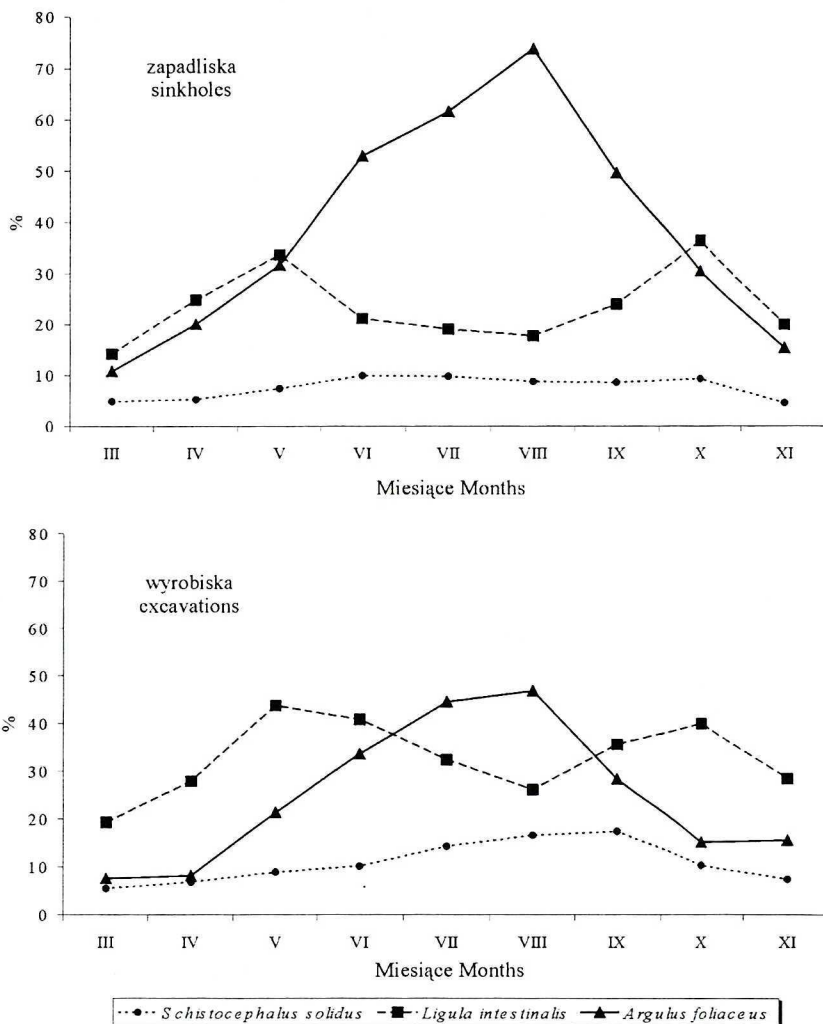 80
70
60
50
40
30
20
10
0
%
zapadliska
sinkholes
III IV V VI VII VIII IX X XI
Miesiące Months
80
70
60
50
40
30
20
10
0
%
wyrobiska
excavations
III IV V VI VII VIII IX X XI
Miesiące Months
Schistocephalus solidus Ligula intestinalis Argulus foliaceus